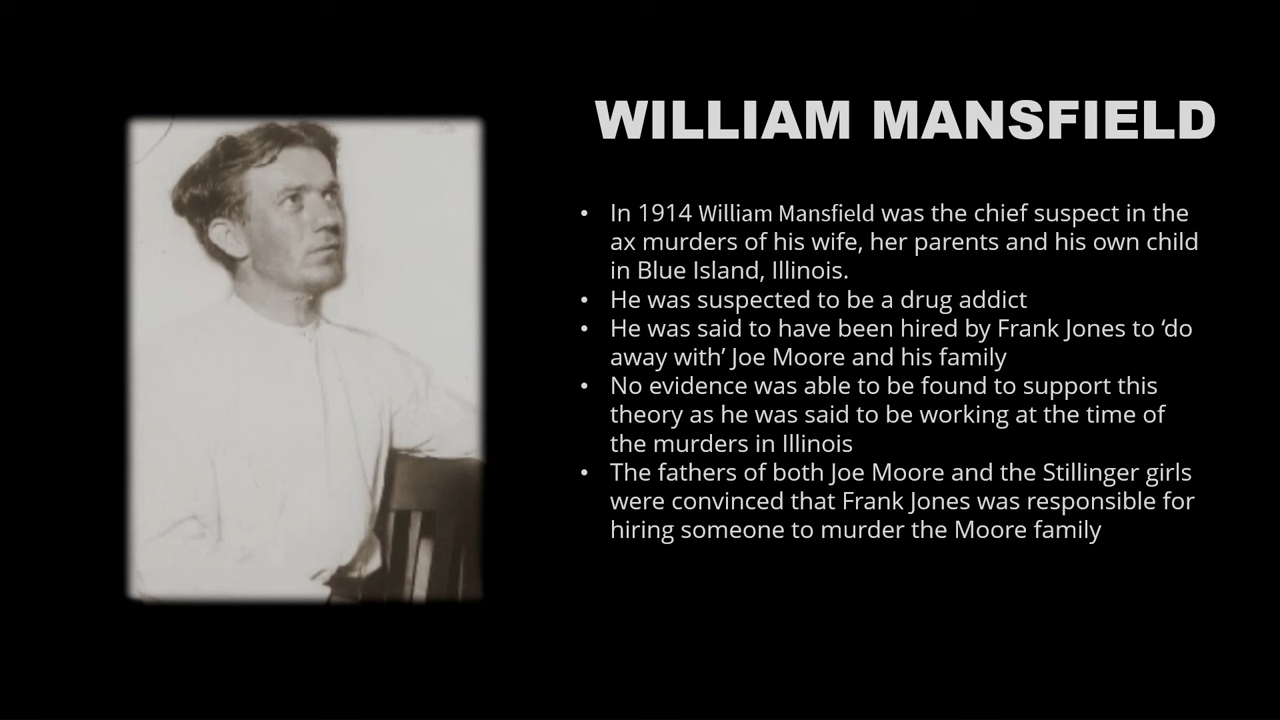 WILLIAM MANSFIELD
• In 1914 William Mansfield was the chief suspect in the
ax murders of his wife, her parents and his own child
in Blue Island, Illinois.
• He was suspected to be a drug addict
• He was said to have been hired by Frank Jones to ‘do
away with’ Joe Moore and his family
• No evidence was able to be found to support this
theory as he was said to be working at the time of
the murders in Illinois
• The fathers of both Joe Moore and the Stillinger girls
were convinced that Frank Jones was responsible for
hiring someone to murder the Moore family